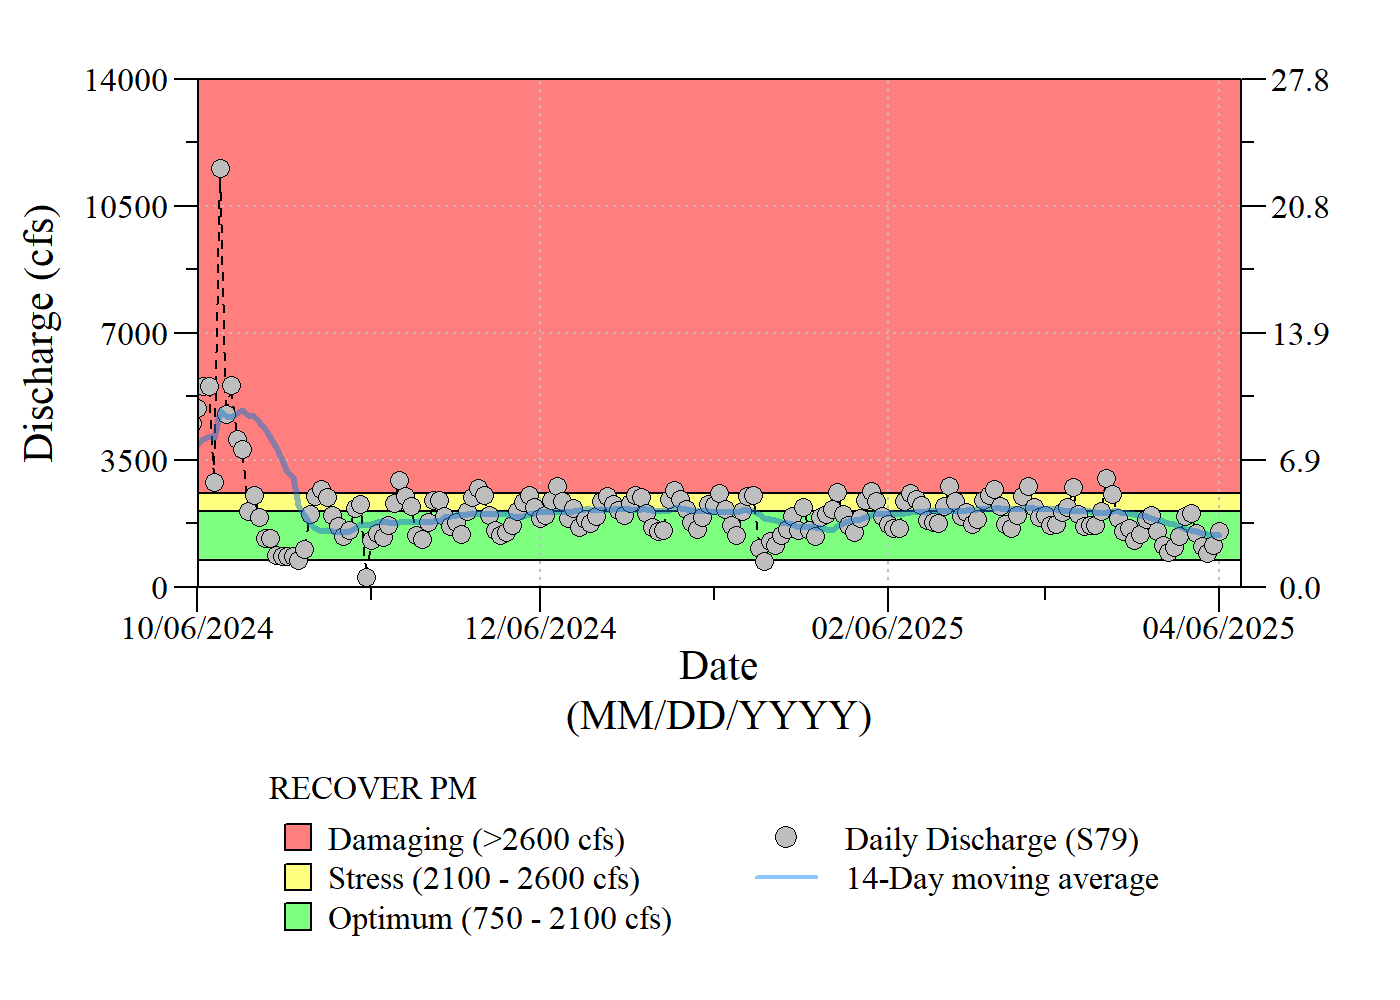 14000
10500
7000
3500
0
Discharge (cfs)
27.8
20.8
13.9
6.9
0.0
10/06/2024 12/06/2024 02/06/2025 04/06/2025
Date
(MM/DD/YYYY)
RECOVER PM
Damaging (>2600 cfs)
Stress (2100 - 2600 cfs)
Optimum (750 - 2100 cfs)
Daily Discharge (S79)
14-Day moving average